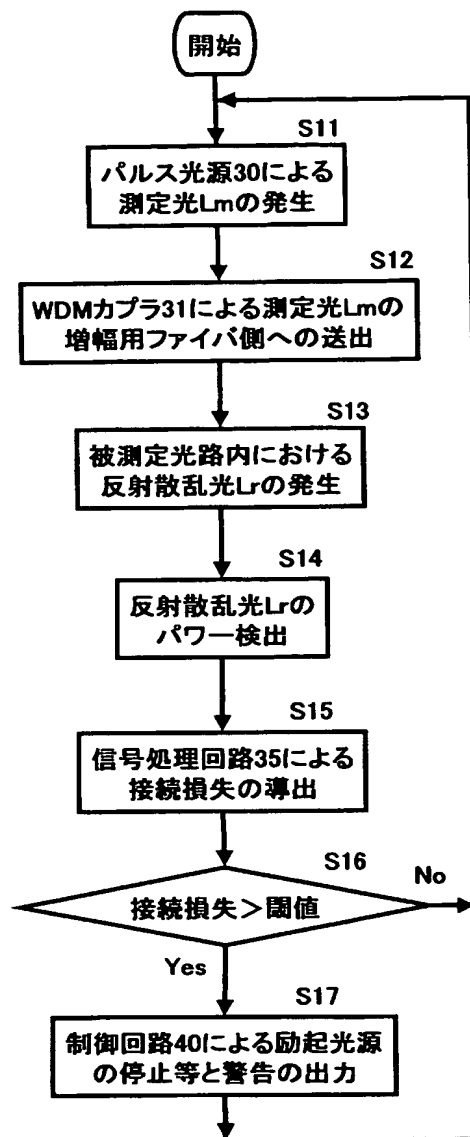 開始
S11
パルス光源30による
測定光Lmの発生
S12
WDMカプラ31による測定光Lmの
増幅用ファイバ側への送出
S13
被測定光路内における
反射散乱光Lrの発生
S14
反射散乱光Lrの
パワー検出
S15
信号処理回路35による
接続損失の導出
S16
接続損失＞閾値
No
Yes
S17
制御回路40による励起光源
の停止等と警告の出力